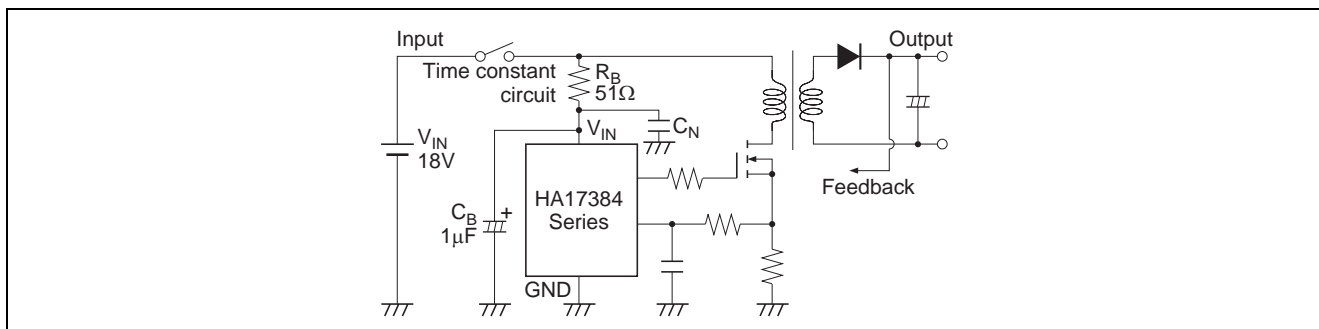 Input
Output
Time constant
circuit
R_B
51Ω
C_N
V_IN
V_IN
18V
HA17384
Series
Feedback
C_B
+
1μF
GND